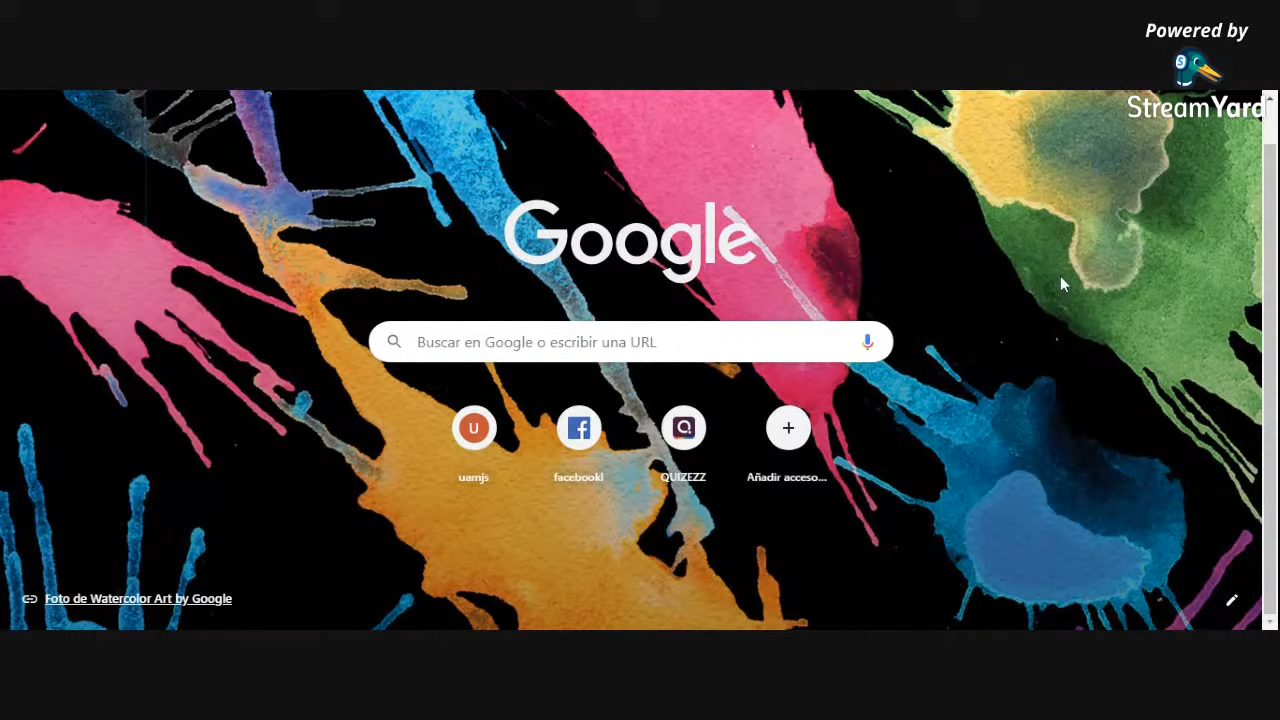 Powered by
StreamYard
Google
Buscar en Google o escribir una URL
U
uamjs
facebookl
QUIZEZZ
Añadir acceso...
Foto de Watercolor Art by Google